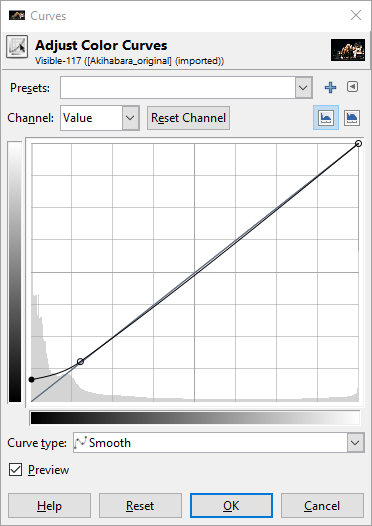 Curves
Adjust Color Curves
Visible-117 ([Akihabara_original] (imported))
Presets:
Channel: Value Reset Channel
Curve type: Smooth
Preview
Help Reset OK Cancel